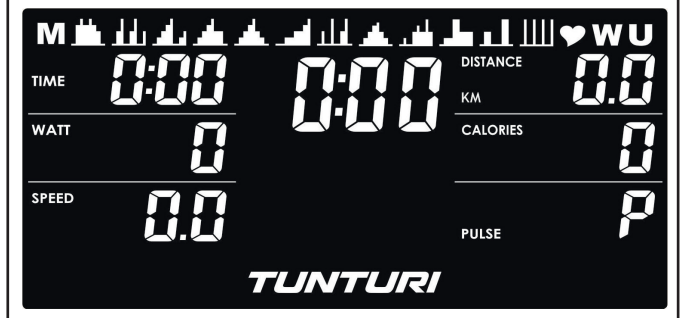 M ♥ W U
TIME 0:00
0:00
DISTANCE KM 0.0
WATT 0
CALORIES 0
SPEED 0.0
PULSE P
TUNTURI